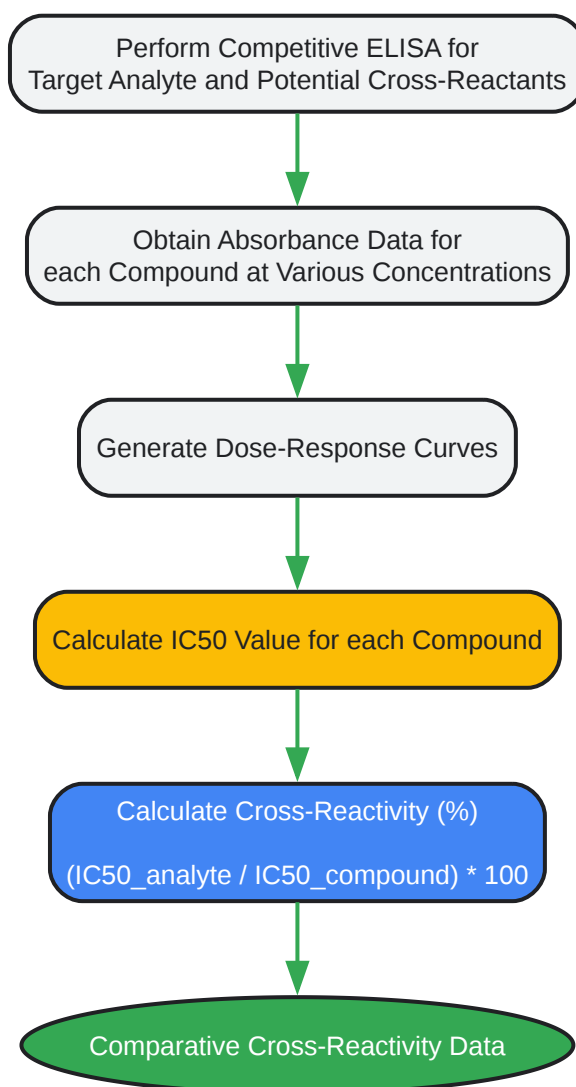 Perform Competitive ELISA for
Target Analyte and Potential Cross-Reactants
Obtain Absorbance Data for
each Compound at Various Concentrations
Generate Dose-Response Curves
Calculate IC50 Value for each Compound
Calculate Cross-Reactivity (%)
(IC50_analyte / IC50_compound) * 100
Comparative Cross-Reactivity Data